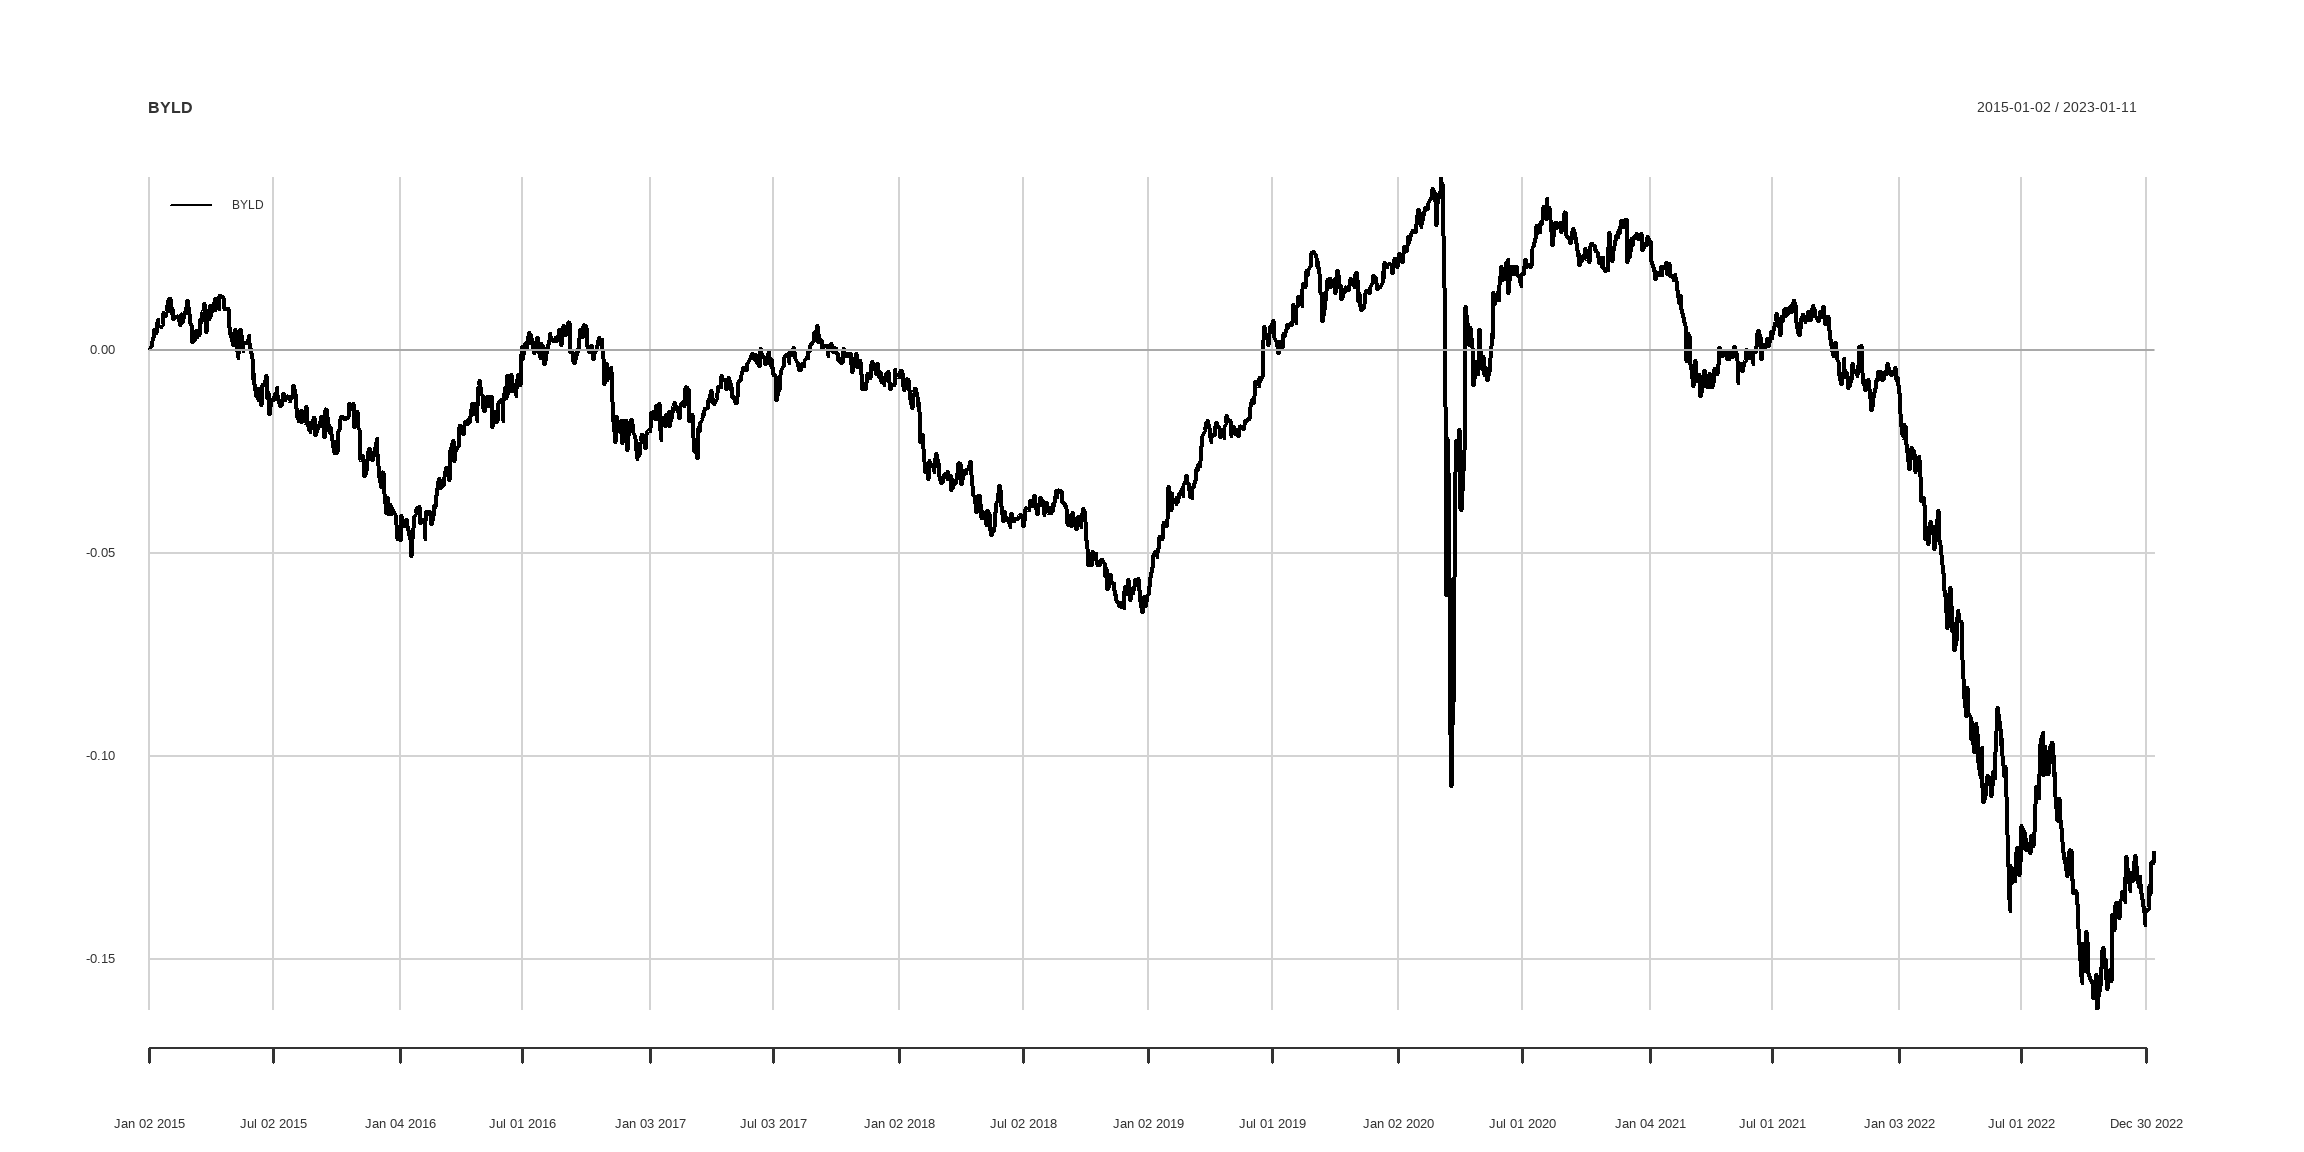 BYLD
2015-01-02 / 2023-01-11
BYLD
0.00
-0.05
-0.10
-0.15
Jan 02 2015
Jul 02 2015
Jan 04 2016
Jul 01 2016
Jan 03 2017
Jul 03 2017
Jan 02 2018
Jul 02 2018
Jan 02 2019
Jul 01 2019
Jan 02 2020
Jul 01 2020
Jan 04 2021
Jul 01 2021
Jan 03 2022
Jul 01 2022
Dec 30 2022